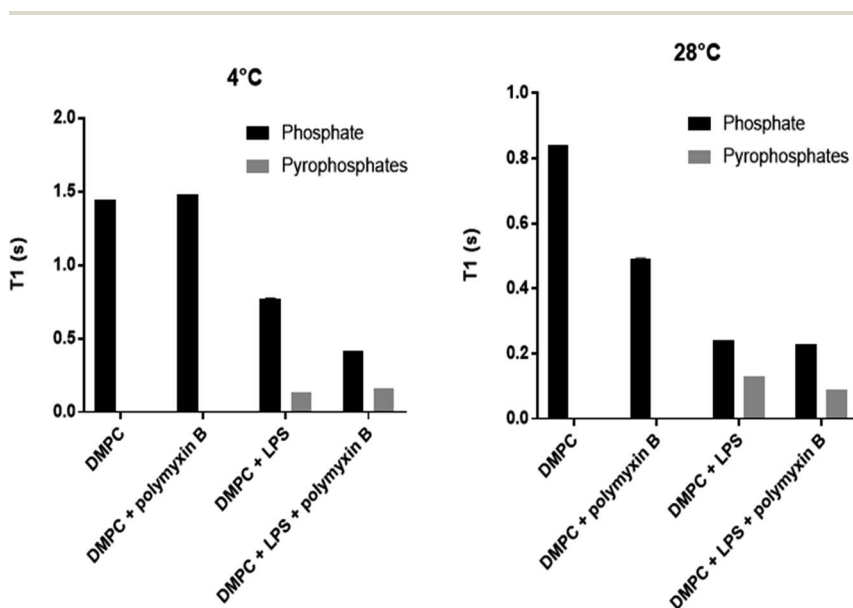 4°C
2.0
1.5
1.0
0.5
0.0
T1 (s)
Phosphate
Pyrophosphates
DMPC
DMPC + polymyxin B
DMPC + LPS
DMPC + LPS + polymyxin B
28°C
1.0
0.8
0.6
0.4
0.2
0.0
T1 (s)
Phosphate
Pyrophosphates
DMPC
DMPC + polymyxin B
DMPC + LPS
DMPC + LPS + polymyxin B